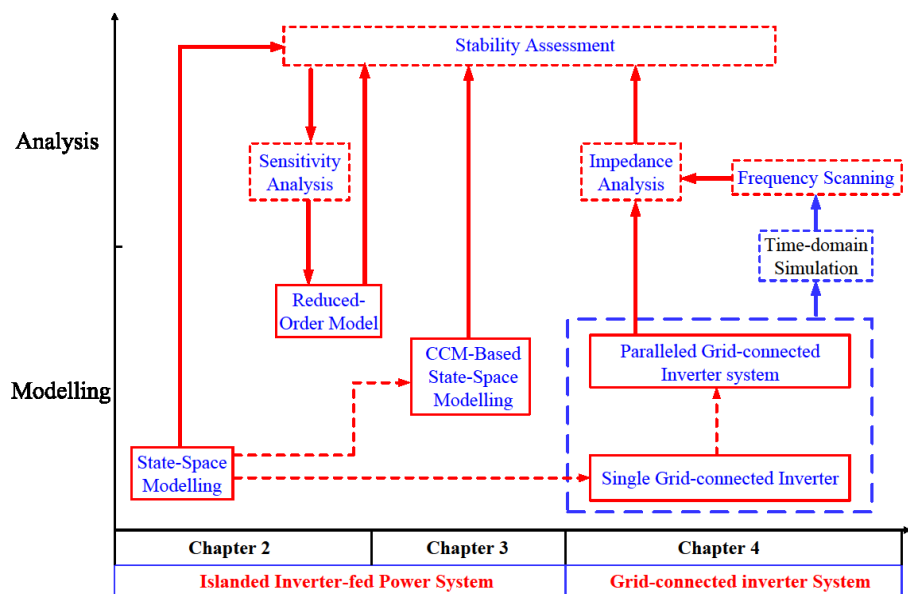 Stability Assessment
Analysis
Sensitivity
Analysis
Impedance
Analysis
Frequency Scanning
Time-domain
Simulation
Reduced-
Order Model
CCM-Based
State-Space
Modelling
Paralleled Grid-connected
Inverter system
Modelling
State-Space
Modelling
Single Grid-connected Inverter
Chapter 2
Chapter 3
Chapter 4
Islanded Inverter-fed Power System
Grid-connected inverter System